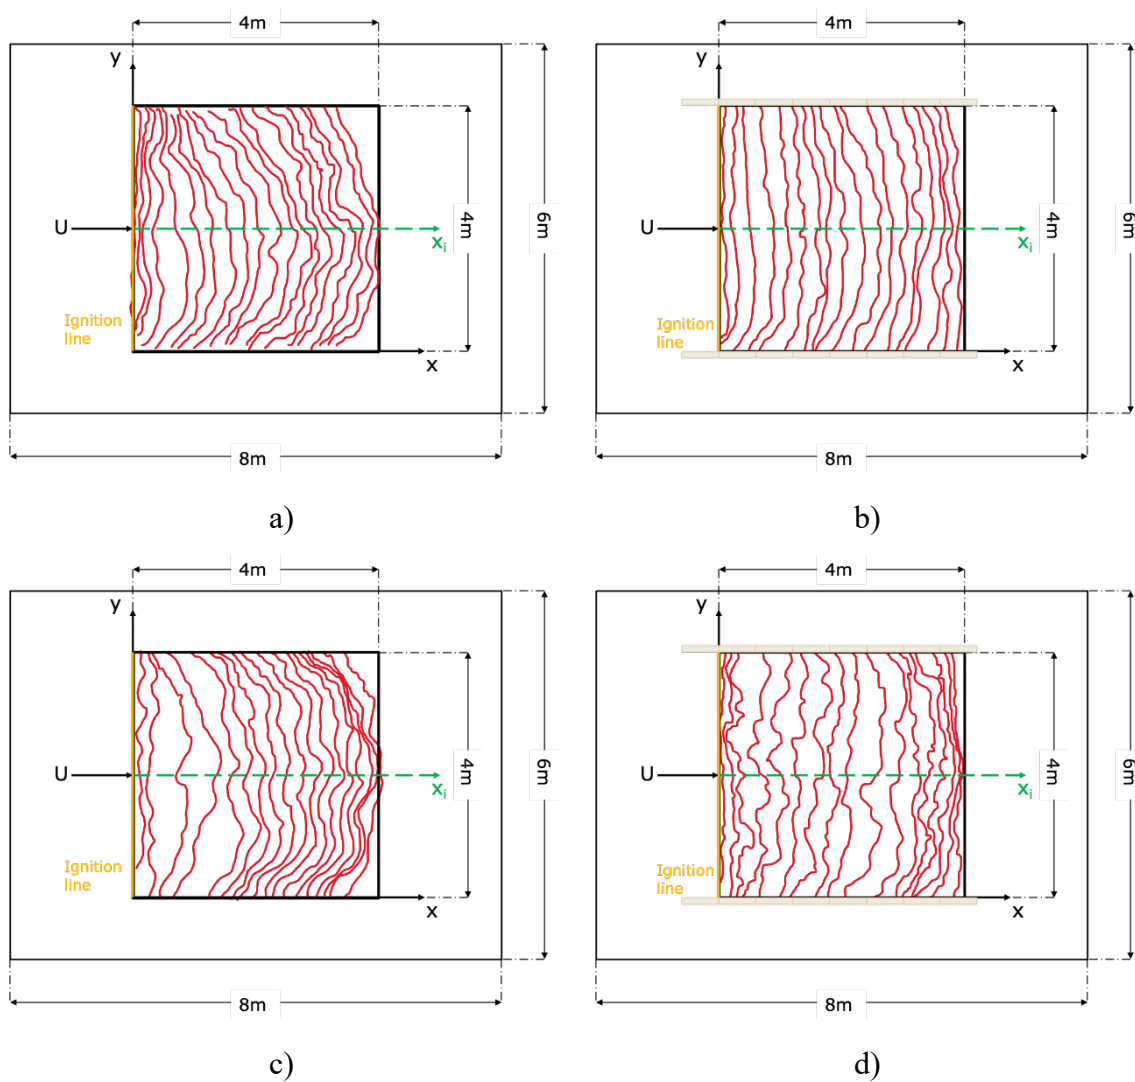 4m
4m
y
y
4m
6m
4m
6m
U
xᵢ
U
xᵢ
Ignition
line
Ignition
line
x
x
8m
8m
a)
b)
4m
4m
y
y
4m
6m
4m
6m
U
xᵢ
U
xᵢ
Ignition
line
Ignition
line
x
x
8m
8m
c)
d)